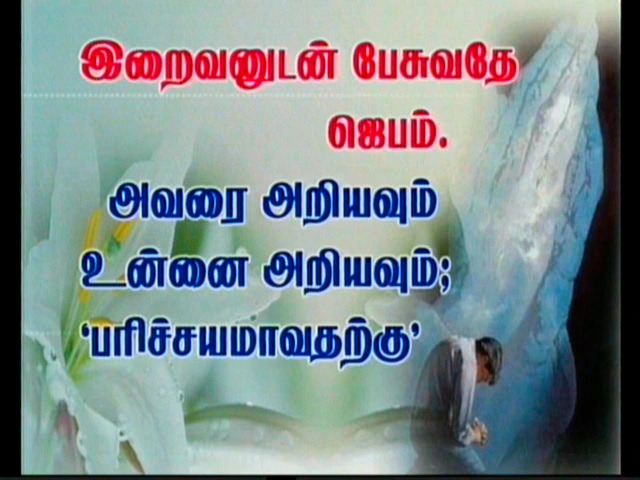 இறைவனுடன் பேசுவதே
ஜெபம்.
அவரை அறியவும்
உன்னை அறியவும்;
‘பரிச்சயமாவதற்கு’